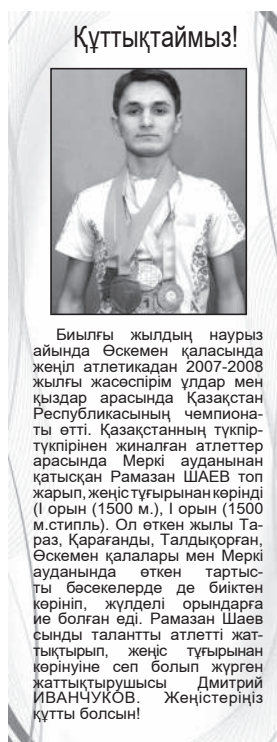 Құттықтаймыз!
Биылғы жылдың наурыз
айында Өскемен қаласында
жеңіл атлетикадан 2007-2008
жылғы жасөспірім ұлдар мен
қыздар арасында Қазақстан
Республикасының чемпиона-
ты өтті. Қазақстанның түкпір-
түкпірінен жиналған атлеттер
арасында Меркі ауданынан
қатысқан Рамазан ШАЕВ топ
жарып, жеңіс тұғырынан көрінді
(I орын (1500 м.), I орын (1500
м.стипль). Ол өткен жылы Та-
раз, Қарағанды, Талдықорған,
Өскемен қалалары мен Меркі
ауданында өткен тартыс-
ты бәсекелерде де биіктен
көрініп, жүлделі орындарға
ие болған еді. Рамазан Шаев
сынды талантты атлетті жат-
тықтырып, жеңіс тұғырынан
көрінуіне сеп болып жүрген
жаттықтырушысы Дмитрий
ИВАНЧУКОВ. Жеңістеріңіз
құтты болсын!